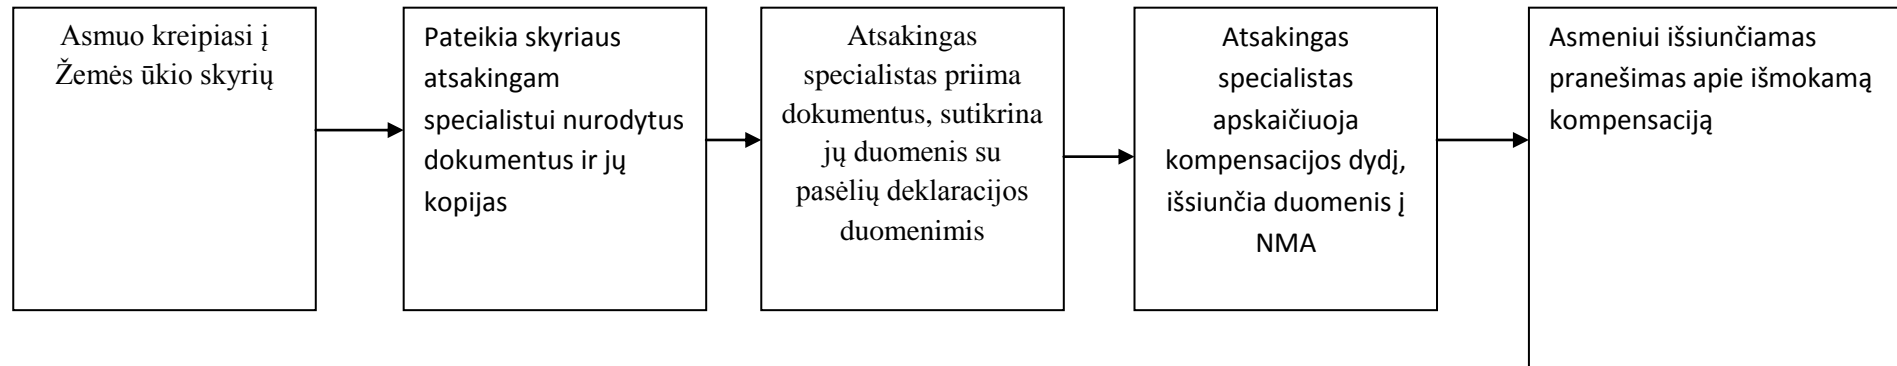 Asmuo kreipiasi į
Žemės ūkio skyrių
Pateikia skyriaus
atsakingam
specialistui nurodytus
dokumentus ir jų
kopijas
Atsakingas
specialistas priima
dokumentus, sutikrina
jų duomenis su
pasėlių deklaracijos
duomenimis
Atsakingas
specialistas
apskaičiuoja
kompensacijos dydį,
išsiunčia duomenis į
NMA
Asmeniui išsiunčiamas
pranešimas apie išmokamą
kompensaciją